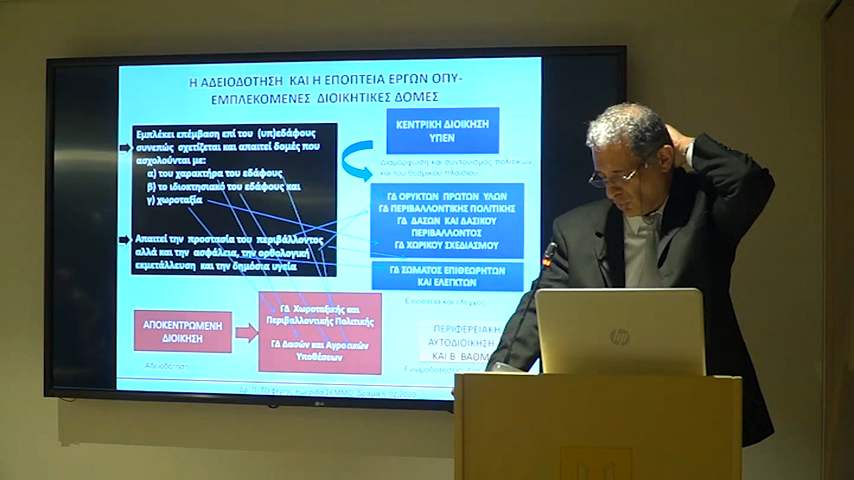 Η ΑΔΕΙΟΔΟΤΗΣΗ ΚΑΙ Η ΕΠΟΠΤΕΙΑ ΕΡΓΩΝ ΟΠΥ-
ΕΜΠΛΕΚΟΜΕΝΕΣ ΔΙΟΙΚΗΤΙΚΕΣ ΔΟΜΕΣ
Εμπλέκει επέμβαση επί του (υπ)εδάφους
συνεπώς σχετίζεται και απαιτεί δομές που
ασχολούνται με:
α) του χαρακτήρα του εδάφους
β) το ιδιοκτησιακό του εδάφους και
γ) χωροταξία
Απαιτεί την προστασία του περιβάλλοντος
αλλά και την ασφάλεια, την ορθολογική
εκμετάλλευση και την δημόσια υγεία
ΚΕΝΤΡΙΚΗ ΔΙΟΙΚΗΣΗ
ΥΠΕΝ
Διαμόρφωση και συντονισμός πολιτικών
και του θεσμικού πλαισίου
ΓΔ ΟΡΥΚΤΩΝ ΠΡΩΤΩΝ ΥΛΩΝ
ΓΔ ΠΕΡΙΒΑΛΛΟΝΤΙΚΗΣ ΠΟΛΙΤΙΚΗΣ
ΓΔ ΔΑΣΩΝ ΚΑΙ ΔΑΣΙΚΟΥ
ΠΕΡΙΒΑΛΛΟΝΤΟΣ
ΓΔ ΧΩΡΙΚΟΥ ΣΧΕΔΙΑΣΜΟΥ
ΓΔ ΣΩΜΑΤΟΣ ΕΠΙΘΕΩΡΗΤΩΝ
ΚΑΙ ΕΛΕΓΚΤΩΝ
Εποπτεία και έλεγχος
ΑΠΟΚΕΝΤΡΩΜΕΝΗ
ΔΙΟΙΚΗΣΗ
Αδειοδότηση
ΓΔ Χωροταξικής και
Περιβαλλοντικής Πολιτικής
ΓΔ Δασών και Αγροτικών
Υποθέσεων
ΠΕΡΙΦΕΡΕΙΑΚΗ
ΑΥΤΟΔΙΟΙΚΗΣΗ
ΚΑΙ Β. ΒΑΘΜ
LG
hp